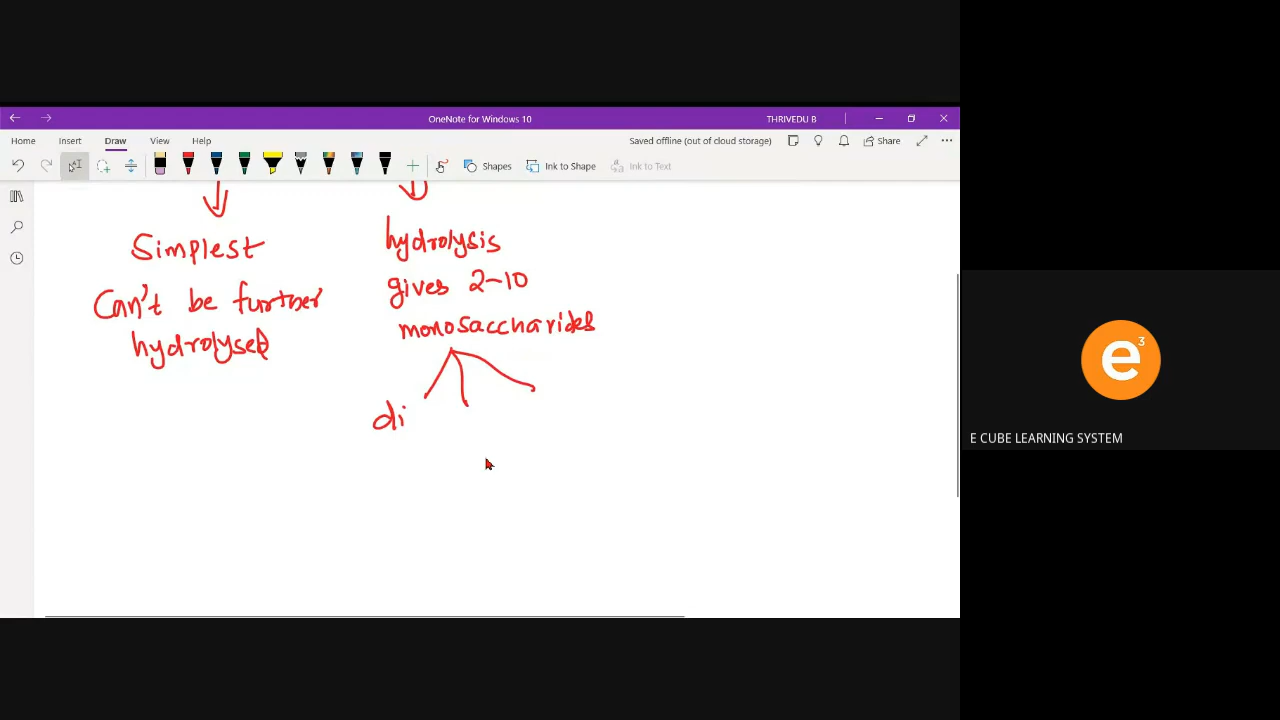 OneNote for Windows 10
THRIVEDU B
Home Insert Draw View Help
Saved offline (out of cloud storage)
Share
Shapes
Ink to Shape
Ink to Text
Simplest
Can't be further
hydrolysed
hydrolysis
gives 2-10
monosaccharides
di
e3
E CUBE LEARNING SYSTEM